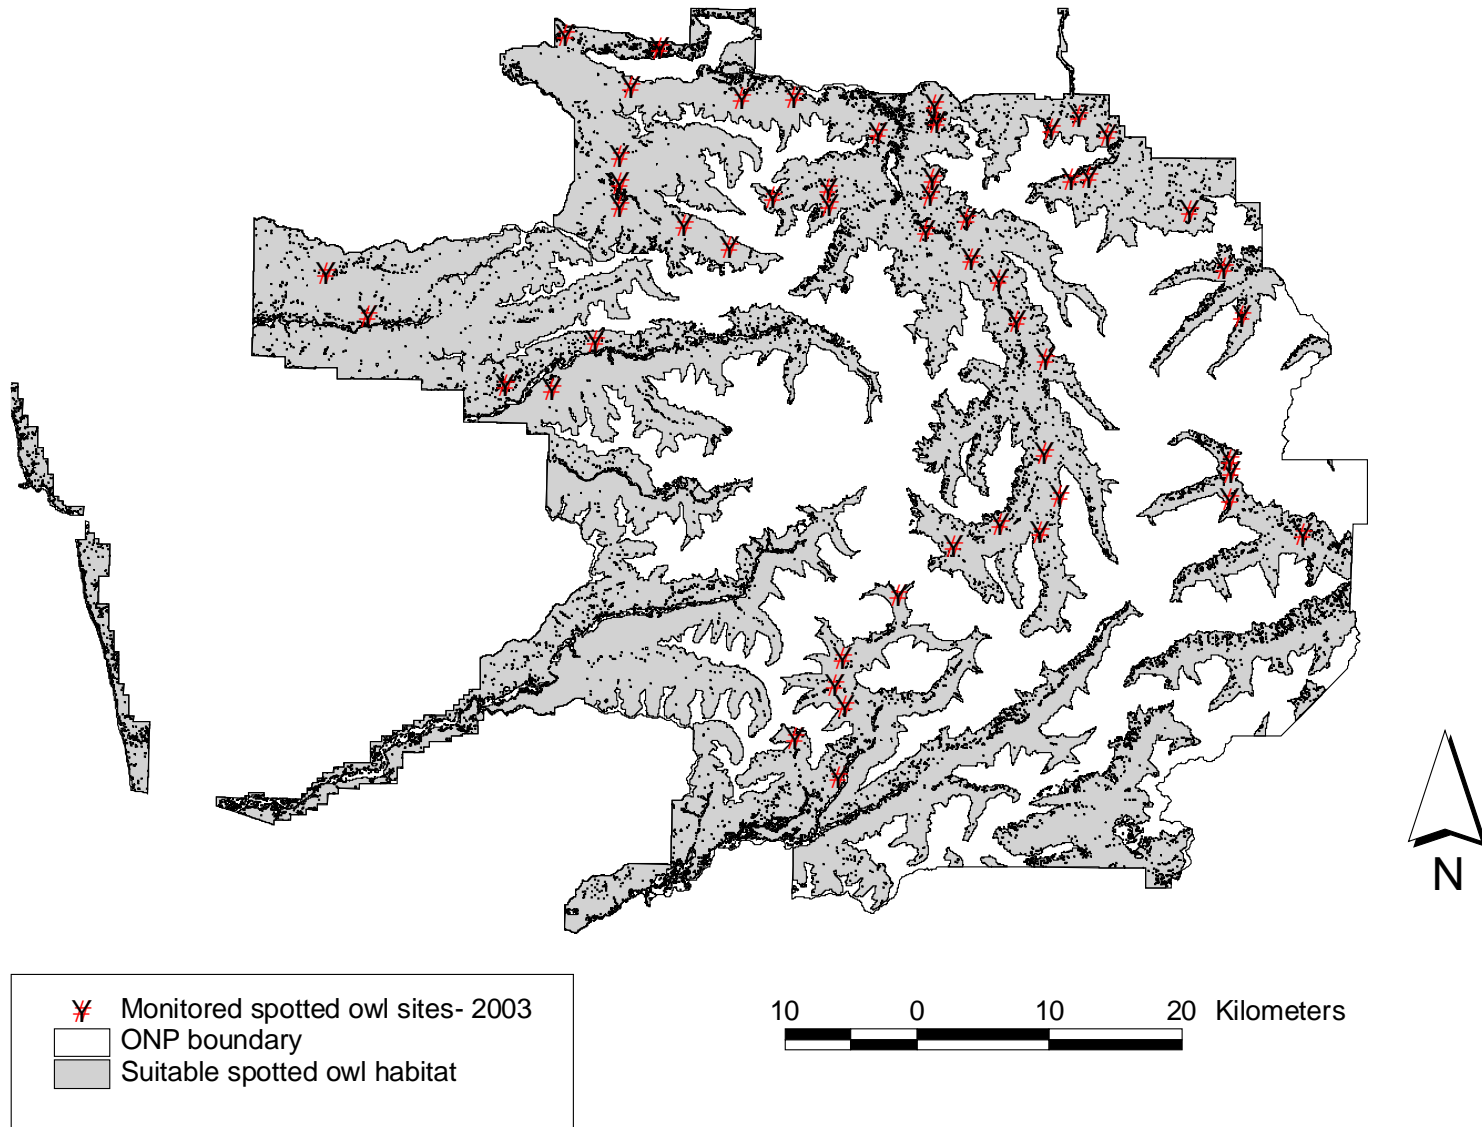 N
Monitored spotted owl sites- 2003
ONP boundary
Suitable spotted owl habitat
10 0 10 20 Kilometers